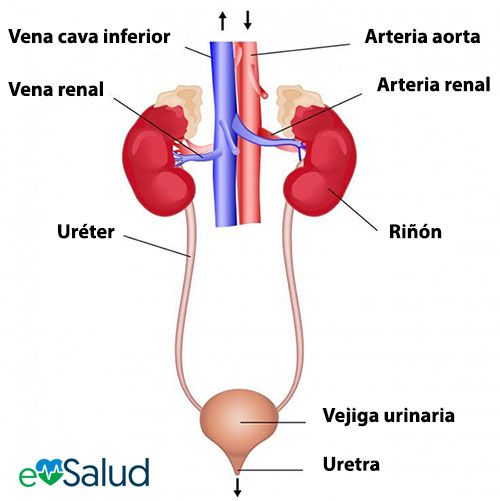 Vena cava inferior
Arteria aorta
Vena renal
Arteria renal
Uréter
Riñón
Vejiga urinaria
Uretra
eSalud